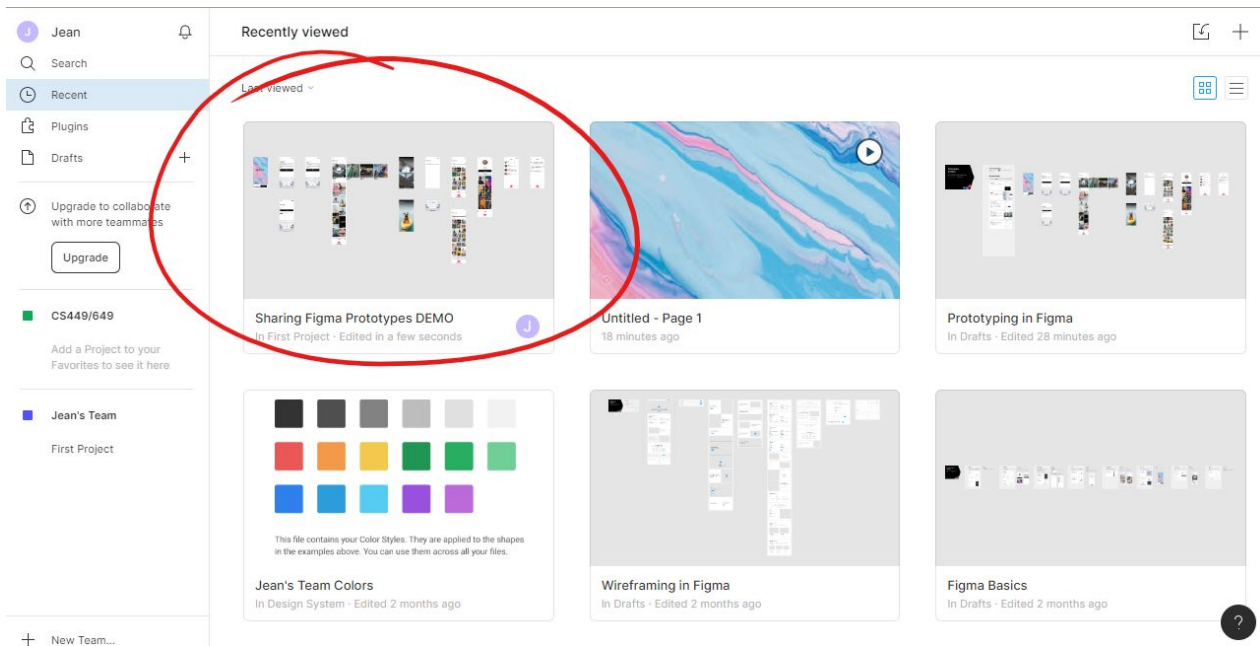 J Jean
Search
Recent
Plugins
Drafts +
Upgrade to collaborate
with more teammates
Upgrade
CS449/649
Add a Project to your
Favorites to see it here
Jean's Team
First Project
+ New Team...
Recently viewed +
Last viewed
Sharing Figma Prototypes DEMO
In First Project · Edited in a few seconds
J
Untitled - Page 1
18 minutes ago
Prototyping in Figma
In Drafts · Edited 28 minutes ago
This file contains your Color Styles. They are applied to the shapes
in the examples above. You can use them across all your files.
Jean's Team Colors
In Design System · Edited 2 months ago
Wireframing in Figma
In Drafts · Edited 2 months ago
Figma Basics
In Drafts · Edited 2 months ago
?